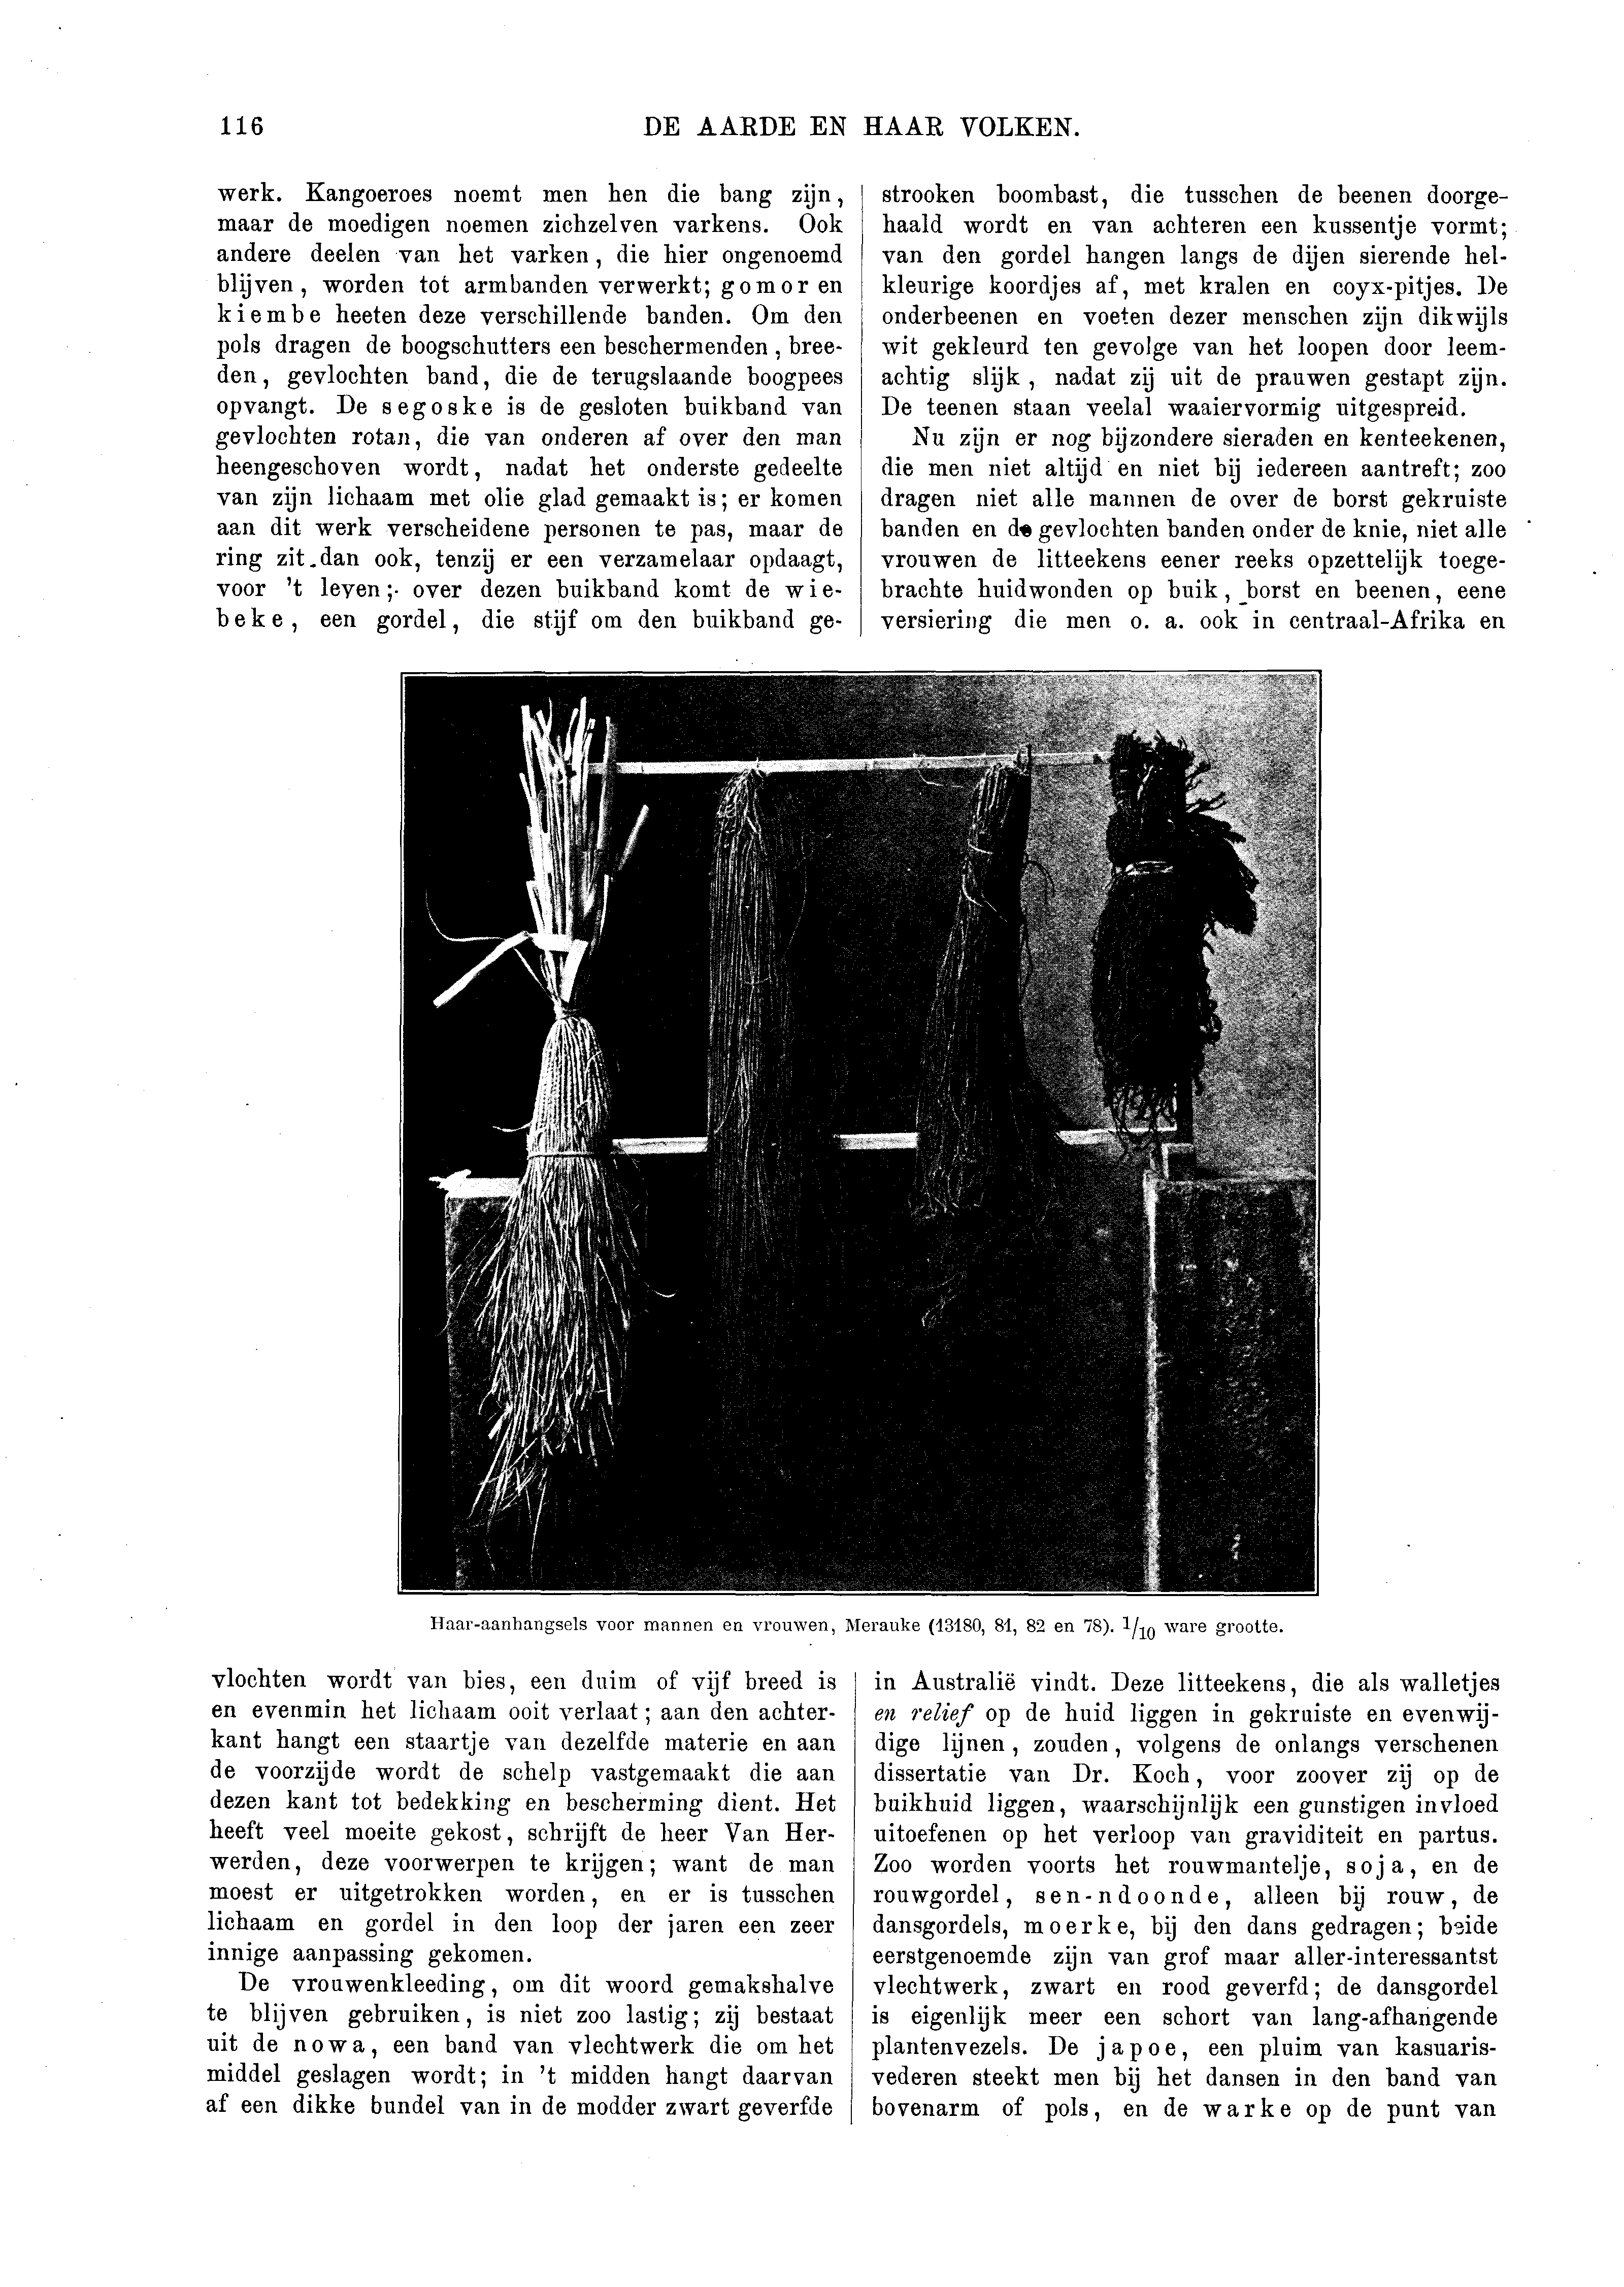 116
DE AARDE EN HAAR VOLKEN.
werk. Kangoeroes noemt men hen die bang zijn,
maar de moedigen noemen zichzelven varkens. Ook
andere deelen van het varken, die hier ongenoemd
blijven, worden tot armbanden verwerkt; gomor en
kiembe heeten deze verschillende banden. Om den
pols dragen de boogschutters een beschermenden, bree-
den, gevlochten band, die de terugslaande boogpees
opvangt. De segoske is de gesloten buikband van
gevlochten rotan, die van onderen af over den man
heengeschoven wordt, nadat het onderste gedeelte
van zijn lichaam met olie glad gemaakt is; er komen
aan dit werk verscheidene personen te pas, maar de
ring zit dan ook, tenzij er een verzamelaar opdaagt,
voor 't leven; over dezen buikband komt de wie-
beke, een gordel, die stijf om den buikband ge-
strooken boombast, die tusschen de beenen doorge-
haald wordt en van achteren een kussentje vormt;
van den gordel hangen langs de dijen sierende hel-
kleurige koordjes af, met kralen en coyx-pitjes. De
onderbeenen en voeten dezer menschen zijn dikwijls
wit gekleurd ten gevolge van het loopen door leem-
achtig slijk, nadat zij uit de prauwen gestapt zijn.
De teenen staan veelal waaiervormig uitgespreid.
Nu zijn er nog bijzondere sieraden en kenteekenen,
die men niet altijd en niet bij iedereen aantreft; zoo
dragen niet alle mannen de over de borst gekruiste
banden en de gevlochten banden onder de knie, niet alle
vrouwen de litteekens eener reeks opzettelijk toege-
brachte huidwonden op buik, borst en beenen, eene
versiering die men o. a. ook in centraal-Afrika en
Haar-aanhangsels voor mannen en vrouwen, Merauke (13180, 81, 82 en 78). 1/10 ware grootte.
vlochten wordt van bies, een duim of vijf breed is
en evenmin het lichaam ooit verlaat; aan den achter-
kant hangt een staartje van dezelfde materie en aan
de voorzijde wordt de schelp vastgemaakt die aan
dezen kant tot bedekking en bescherming dient. Het
heeft veel moeite gekost, schrijft de heer Van Her-
werden, deze voorwerpen te krijgen; want de man
moest er uitgetrokken worden, en er is tusschen
lichaam en gordel in den loop der jaren een zeer
innige aanpassing gekomen.
De vrouwenkleeding, om dit woord gemakshalve
te blijven gebruiken, is niet zoo lastig; zij bestaat
uit de nowa, een band van vlechtwerk die om het
middel geslagen wordt; in 't midden hangt daarvan
af een dikke bundel van in de modder zwart geverfde
in Australië vindt. Deze litteekens, die als walletjes
en relief op de huid liggen in gekruiste en evenwij-
dige lijnen, zouden, volgens de onlangs verschenen
dissertatie van Dr. Koch, voor zoover zij op de
buikhuid liggen, waarschijnlijk een gunstigen invloed
uitoefenen op het verloop van graviditeit en partus.
Zoo worden voorts het rouwmantelje, soja, en de
rouwgordel, sen-ndoonde, alleen bij rouw, de
dansgordels, moerke, bij den dans gedragen; beide
eerstgenoemde zijn van grof maar aller-interessantst
vlechtwerk, zwart en rood geverfd; de dansgordel
is eigenlijk meer een schort van lang-afhangende
plantenvezels. De japoe, een pluim van kasuaris-
vederen steekt men bij het dansen in den band van
bovenarm of pols, en de warke op de punt van